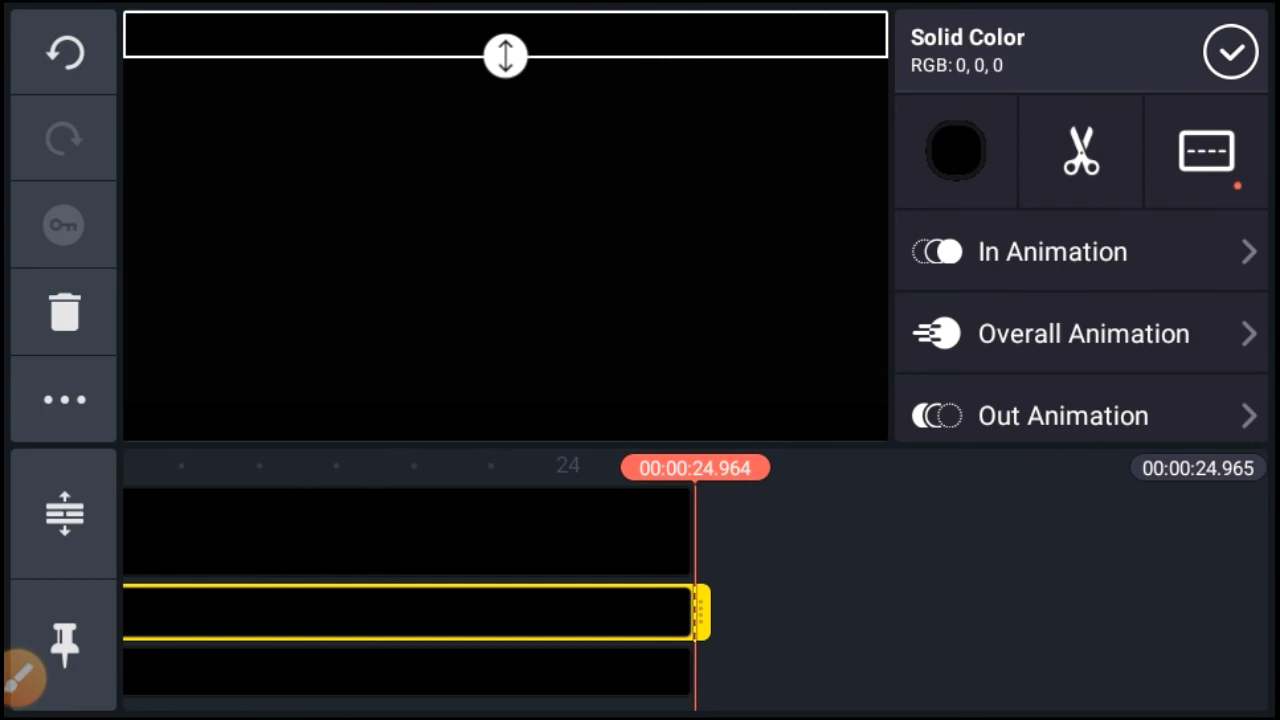 Solid Color
RGB: 0, 0, 0
In Animation
Overall Animation
Out Animation
24
00:00:24.964
00:00:24.965